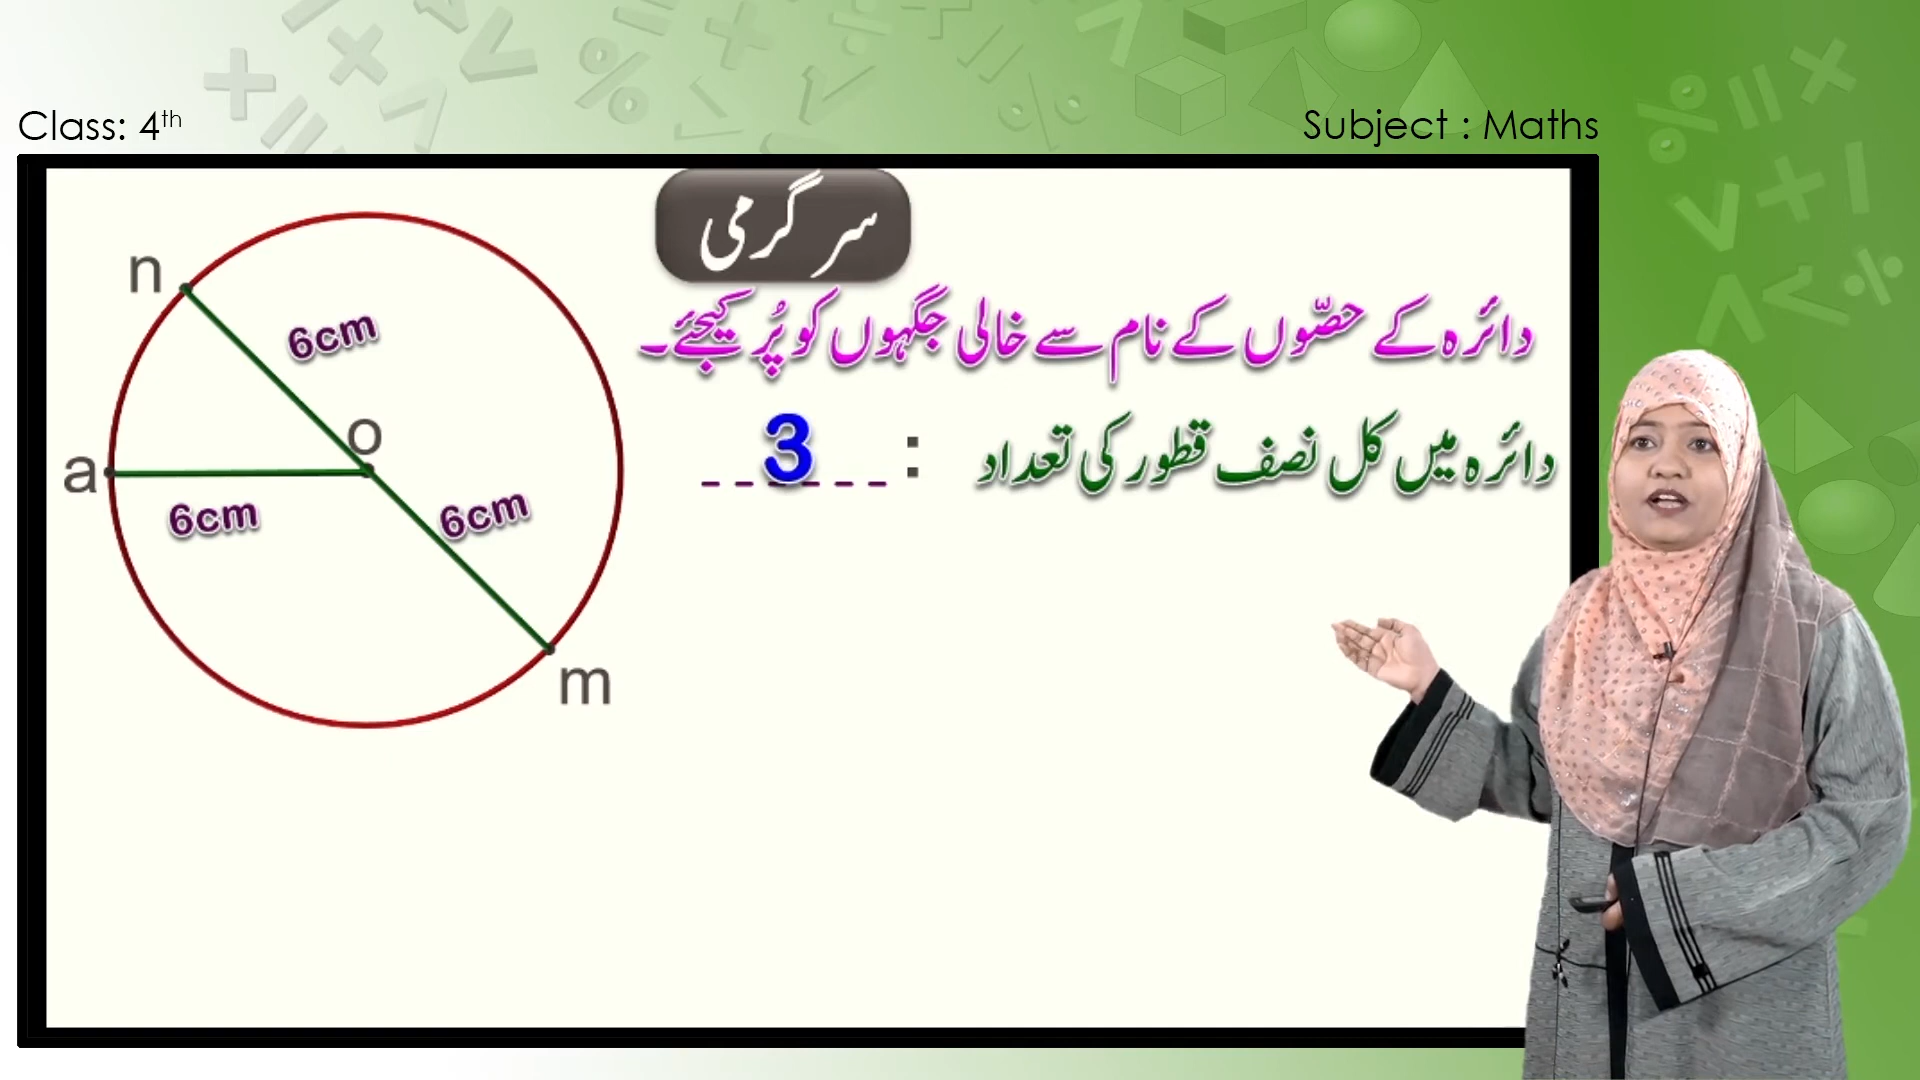 Class: 4th
Subject : Maths
سرگرمی
دائرہ کے حصّوں کے نام سے خالی جگہوں کو پُر کیجئے۔
دائرہ میں کل نصف قطور کی تعداد : 3
n
6cm
o
a
6cm
6cm
m